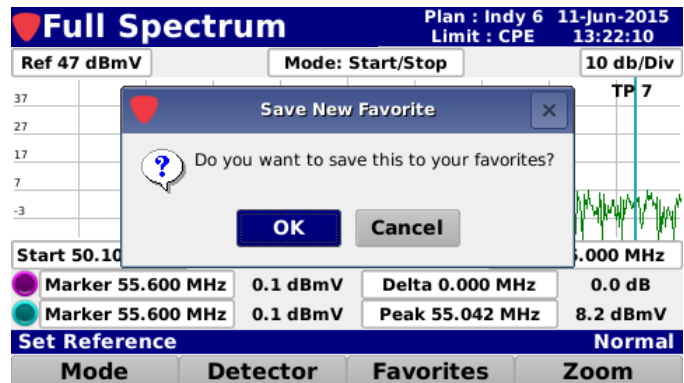 Full Spectrum
Plan : Indy 6 11-Jun-2015
Limit : CPE 13:22:10
Ref 47 dBmV Mode: Start/Stop 10 db/Div
TP 7
37
27
17
7
-3
Save New Favorite
Do you want to save this to your favorites?
OK Cancel
Start 50.10 .000 MHz
Marker 55.600 MHz 0.1 dBmV Delta 0.000 MHz 0.0 dB
Marker 55.600 MHz 0.1 dBmV Peak 55.042 MHz 8.2 dBmV
Set Reference Normal
Mode Detector Favorites Zoom